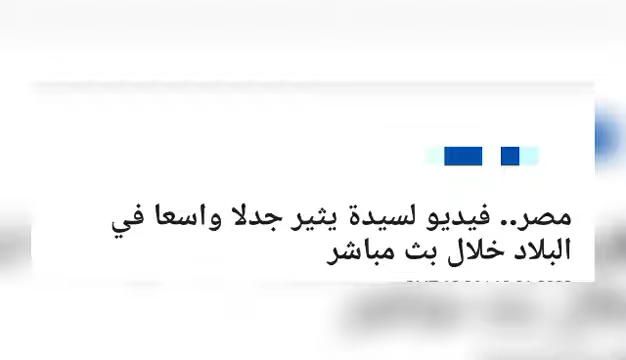 مصر.. فيديو لسيدة يثير جدلا واسعا في
البلاد خلال بث مباشر